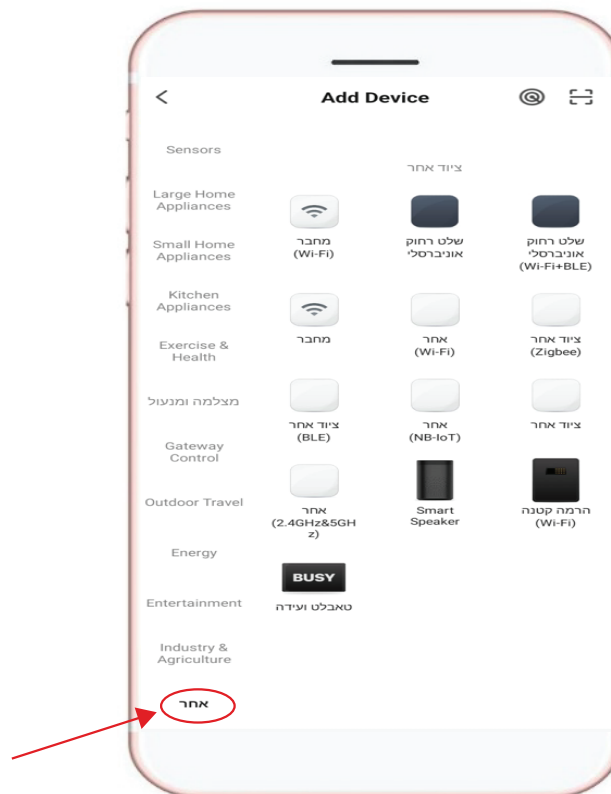 Add Device
Sensors
Large Home
Appliances
Small Home
Appliances
Kitchen
Appliances
Exercise &
Health
מצלמה ומנעול
Gateway
Control
Outdoor Travel
Energy
Entertainment
Industry &
Agriculture
אחר
ציוד אחר
מחבר
(Wi-Fi)
שלט רחוק
אוניברסלי
שלט רחוק
אוניברסלי
(Wi-Fi+BLE)
מחבר
אחר
(Wi-Fi)
ציוד אחר
(Zigbee)
ציוד אחר
(BLE)
אחר
(NB-IoT)
ציוד אחר
אחר
(2.4GHz&5GH
z)
Smart
Speaker
הרמה קטנה
(Wi-Fi)
BUSY
טאבלט ועידה